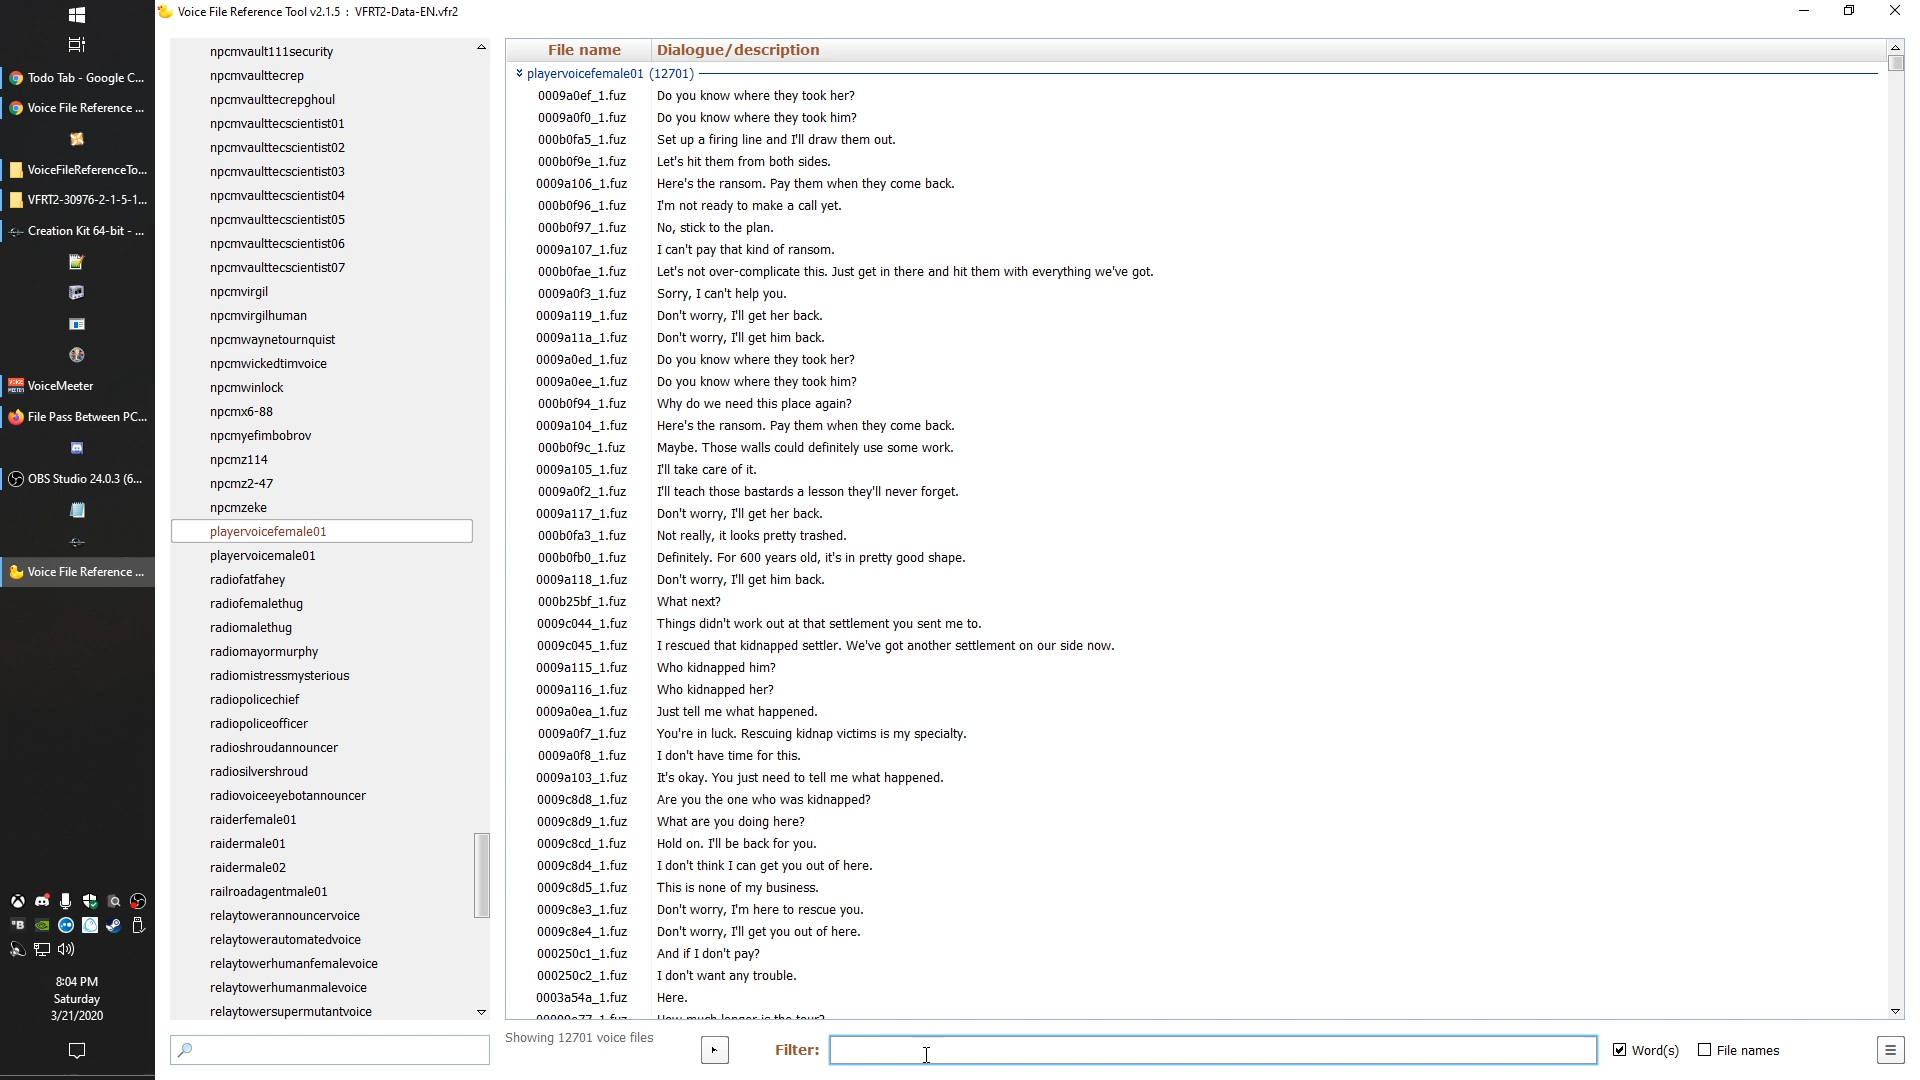 Voice File Reference Tool v2.1.5 : VFRT2-Data-EN.vfr2
Todo Tab - Google C...
Voice File Reference ...
VoiceFileReferenceTo...
VFRT2-30976-2-1-5-1...
Creation Kit 64-bit - ...
VoiceMeeter
File Pass Between PC...
OBS Studio 24.0.3 (6...
Voice File Reference ...
8:04 PM
Saturday
3/21/2020
npcmvault111security
npcmvaulttecrep
npcmvaulttecrepghoul
npcmvaulttecscientist01
npcmvaulttecscientist02
npcmvaulttecscientist03
npcmvaulttecscientist04
npcmvaulttecscientist05
npcmvaulttecscientist06
npcmvaulttecscientist07
npcmvirgil
npcmvirgilhuman
npcmwaynetournquist
npcmwickedtimvoice
npcmwinlock
npcmx6-88
npcmyefimbobrov
npcmz114
npcmz2-47
npcmzeke
playervoicefemale01
playervoicemale01
radiofatfahey
radiofemalethug
radiomalethug
radiomayormurphy
radiomistressmysterious
radiopolicechief
radiopoliceofficer
radioshroudannouncer
radiosilvershroud
radiovoiceeyebotannouncer
raiderfemale01
raidermale01
raidermale02
railroadagentmale01
relaytowerannouncervoice
relaytowerautomatedvoice
relaytowerhumanfemalevoice
relaytowerhumanmalevoice
relaytowersupermutantvoice
File name Dialogue/description
playervoicefemale01 (12701)
0009a0ef_1.fuz Do you know where they took her?
0009a0f0_1.fuz Do you know where they took him?
000b0fa5_1.fuz Set up a firing line and I'll draw them out.
000b0f9e_1.fuz Let's hit them from both sides.
0009a106_1.fuz Here's the ransom. Pay them when they come back.
000b0f96_1.fuz I'm not ready to make a call yet.
000b0f97_1.fuz No, stick to the plan.
0009a107_1.fuz I can't pay that kind of ransom.
000b0fae_1.fuz Let's not over-complicate this. Just get in there and hit them with everything we've got.
0009a0f3_1.fuz Sorry, I can't help you.
0009a119_1.fuz Don't worry, I'll get her back.
0009a11a_1.fuz Don't worry, I'll get him back.
0009a0ed_1.fuz Do you know where they took her?
0009a0ee_1.fuz Do you know where they took him?
000b0f94_1.fuz Why do we need this place again?
0009a104_1.fuz Here's the ransom. Pay them when they come back.
000b0f9c_1.fuz Maybe. Those walls could definitely use some work.
0009a105_1.fuz I'll take care of it.
0009a0f2_1.fuz I'll teach those bastards a lesson they'll never forget.
0009a117_1.fuz Don't worry, I'll get her back.
000b0fa3_1.fuz Not really, it looks pretty trashed.
000b0fb0_1.fuz Definitely. For 600 years old, it's in pretty good shape.
0009a118_1.fuz Don't worry, I'll get him back.
000b25bf_1.fuz What next?
0009c044_1.fuz Things didn't work out at that settlement you sent me to.
0009c045_1.fuz I rescued that kidnapped settler. We've got another settlement on our side now.
0009a115_1.fuz Who kidnapped him?
0009a116_1.fuz Who kidnapped her?
0009a0ea_1.fuz Just tell me what happened.
0009a0f7_1.fuz You're in luck. Rescuing kidnap victims is my specialty.
0009a0f8_1.fuz I don't have time for this.
0009a103_1.fuz It's okay. You just need to tell me what happened.
0009c8d8_1.fuz Are you the one who was kidnapped?
0009c8d9_1.fuz What are you doing here?
0009c8cd_1.fuz Hold on. I'll be back for you.
0009c8d4_1.fuz I don't think I can get you out of here.
0009c8d5_1.fuz This is none of my business.
0009c8e3_1.fuz Don't worry, I'm here to rescue you.
0009c8e4_1.fuz Don't worry, I'll get you out of here.
000250c1_1.fuz And if I don't pay?
000250c2_1.fuz I don't want any trouble.
0003a54a_1.fuz Here.
How much longer is the tour?
Showing 12701 voice files
Filter:
Word(s)
File names